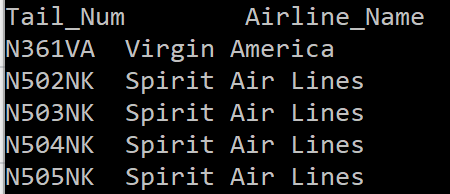 Tail_Num        Airline_Name
N361VA  Virgin America
N502NK  Spirit Air Lines
N503NK  Spirit Air Lines
N504NK  Spirit Air Lines
N505NK  Spirit Air Lines